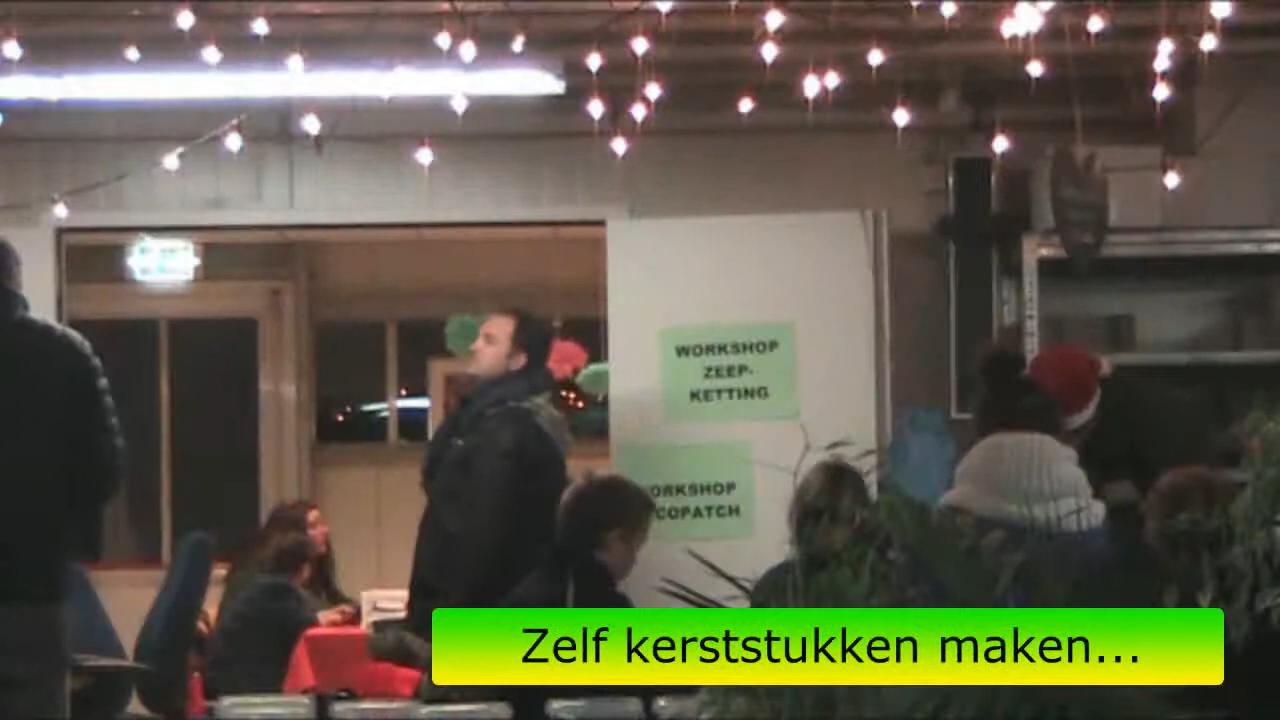 WORKSHOP
ZEEP-
KETTING
WORKSHOP
COPATCH
Zelf kerststukken maken...